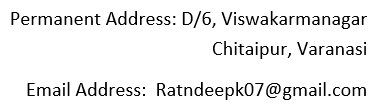 Permanent Address: D/6, Viswakarmanagar
Chitaipur, Varanasi
Email Address:  Ratndeepk07@gmail.com